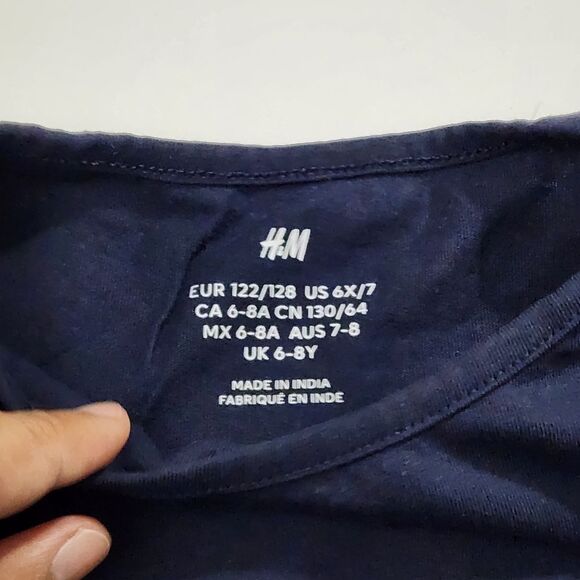 H&M
EUR 122/128 US 6X/7
CA 6-8A CN 130/64
MX 6-8A AUS 7-8
UK 6-8Y
MADE IN INDIA
FABRIQUÉ EN INDE